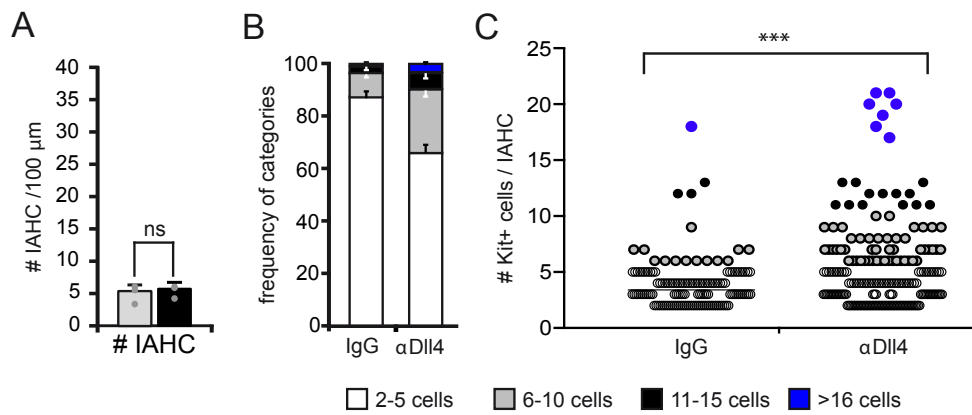 A
# IAHC /100 µm
40
35
30
25
20
15
10
5
0
ns
# IAHC
B
frequency of categories
100
80
60
40
20
0
IgG
αDll4
C
# Kit+ cells / IAHC
25
20
15
10
5
0
***
IgG
αDll4
2-5 cells
6-10 cells
11-15 cells
>16 cells